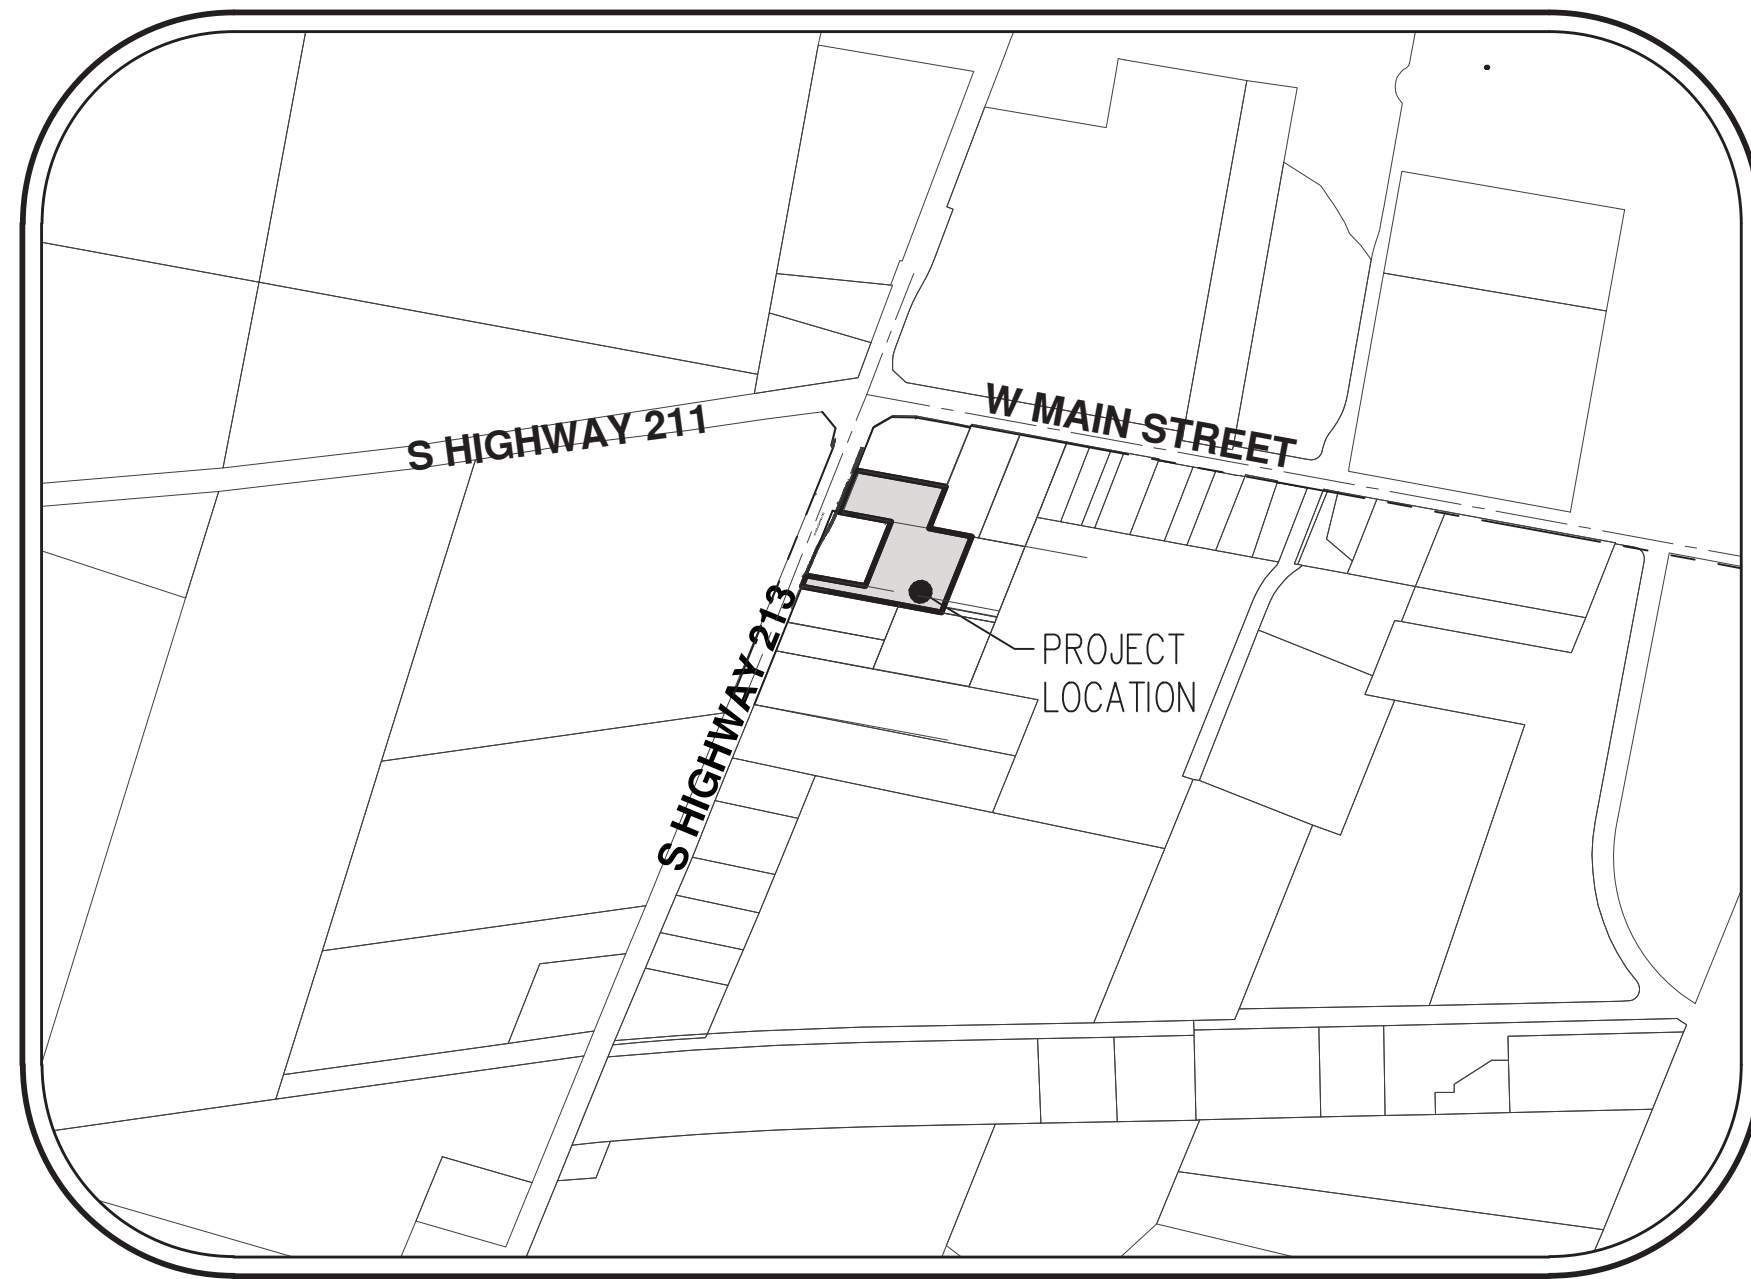 W MAIN STREET
S HIGHWAY 211
S HIGHWAY 213
PROJECT
LOCATION